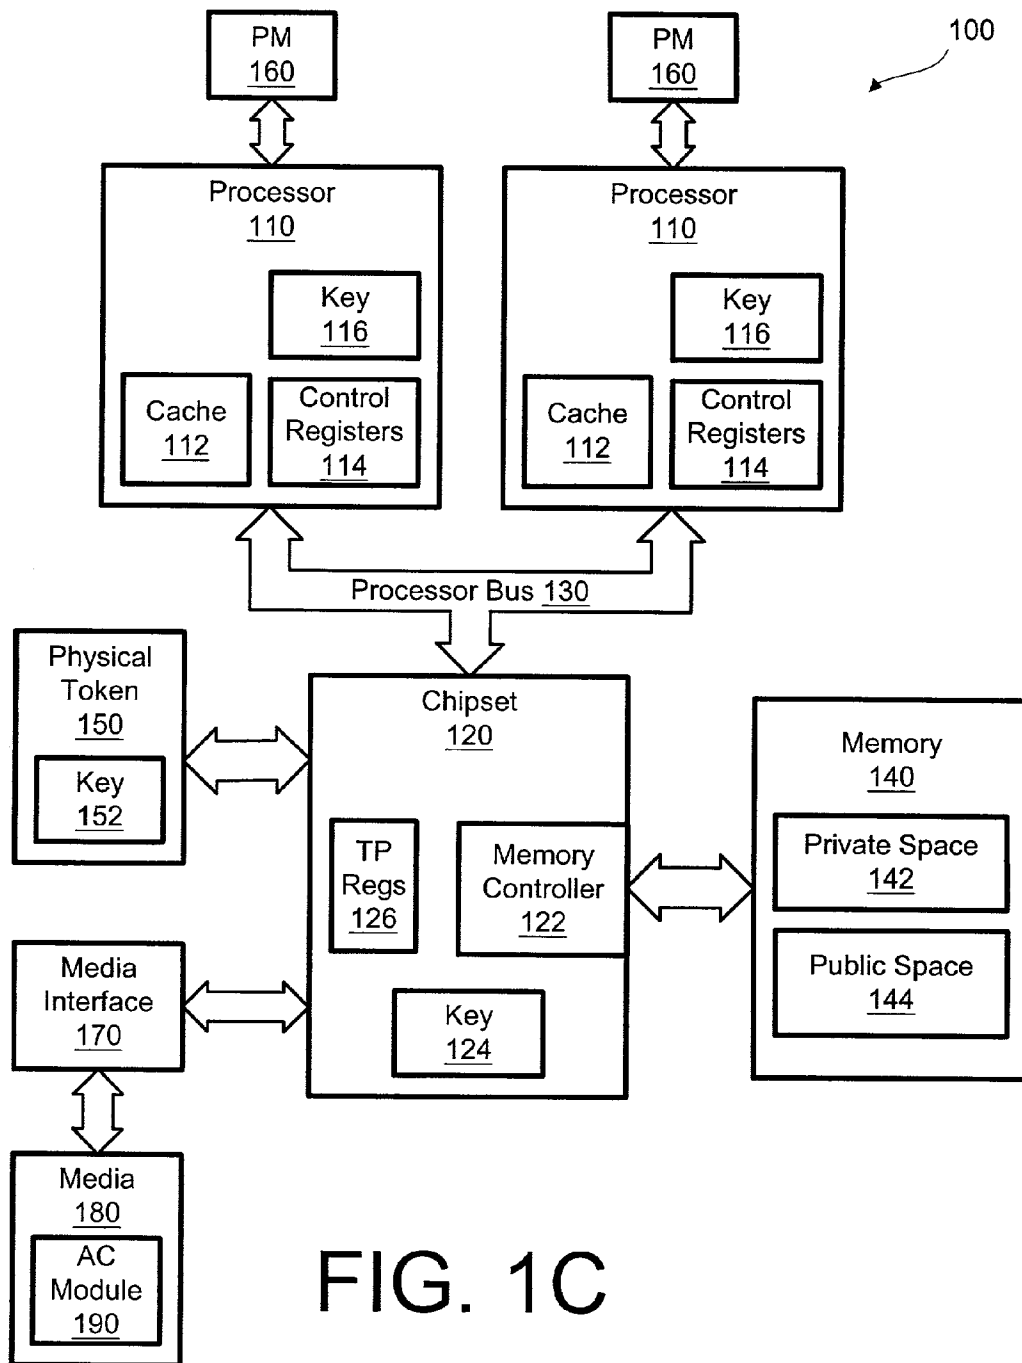 PM
160
PM
160
100
Processor
110
Key
116
Cache
112
Control
Registers
114
Processor
110
Key
116
Cache
112
Control
Registers
114
Processor Bus 130
Physical
Token
150
Key
152
Chipset
120
TP
Regs
126
Memory
Controller
122
Key
124
Memory
140
Private Space
142
Public Space
144
Media
Interface
170
Media
180
AC
Module
190
FIG. 1C